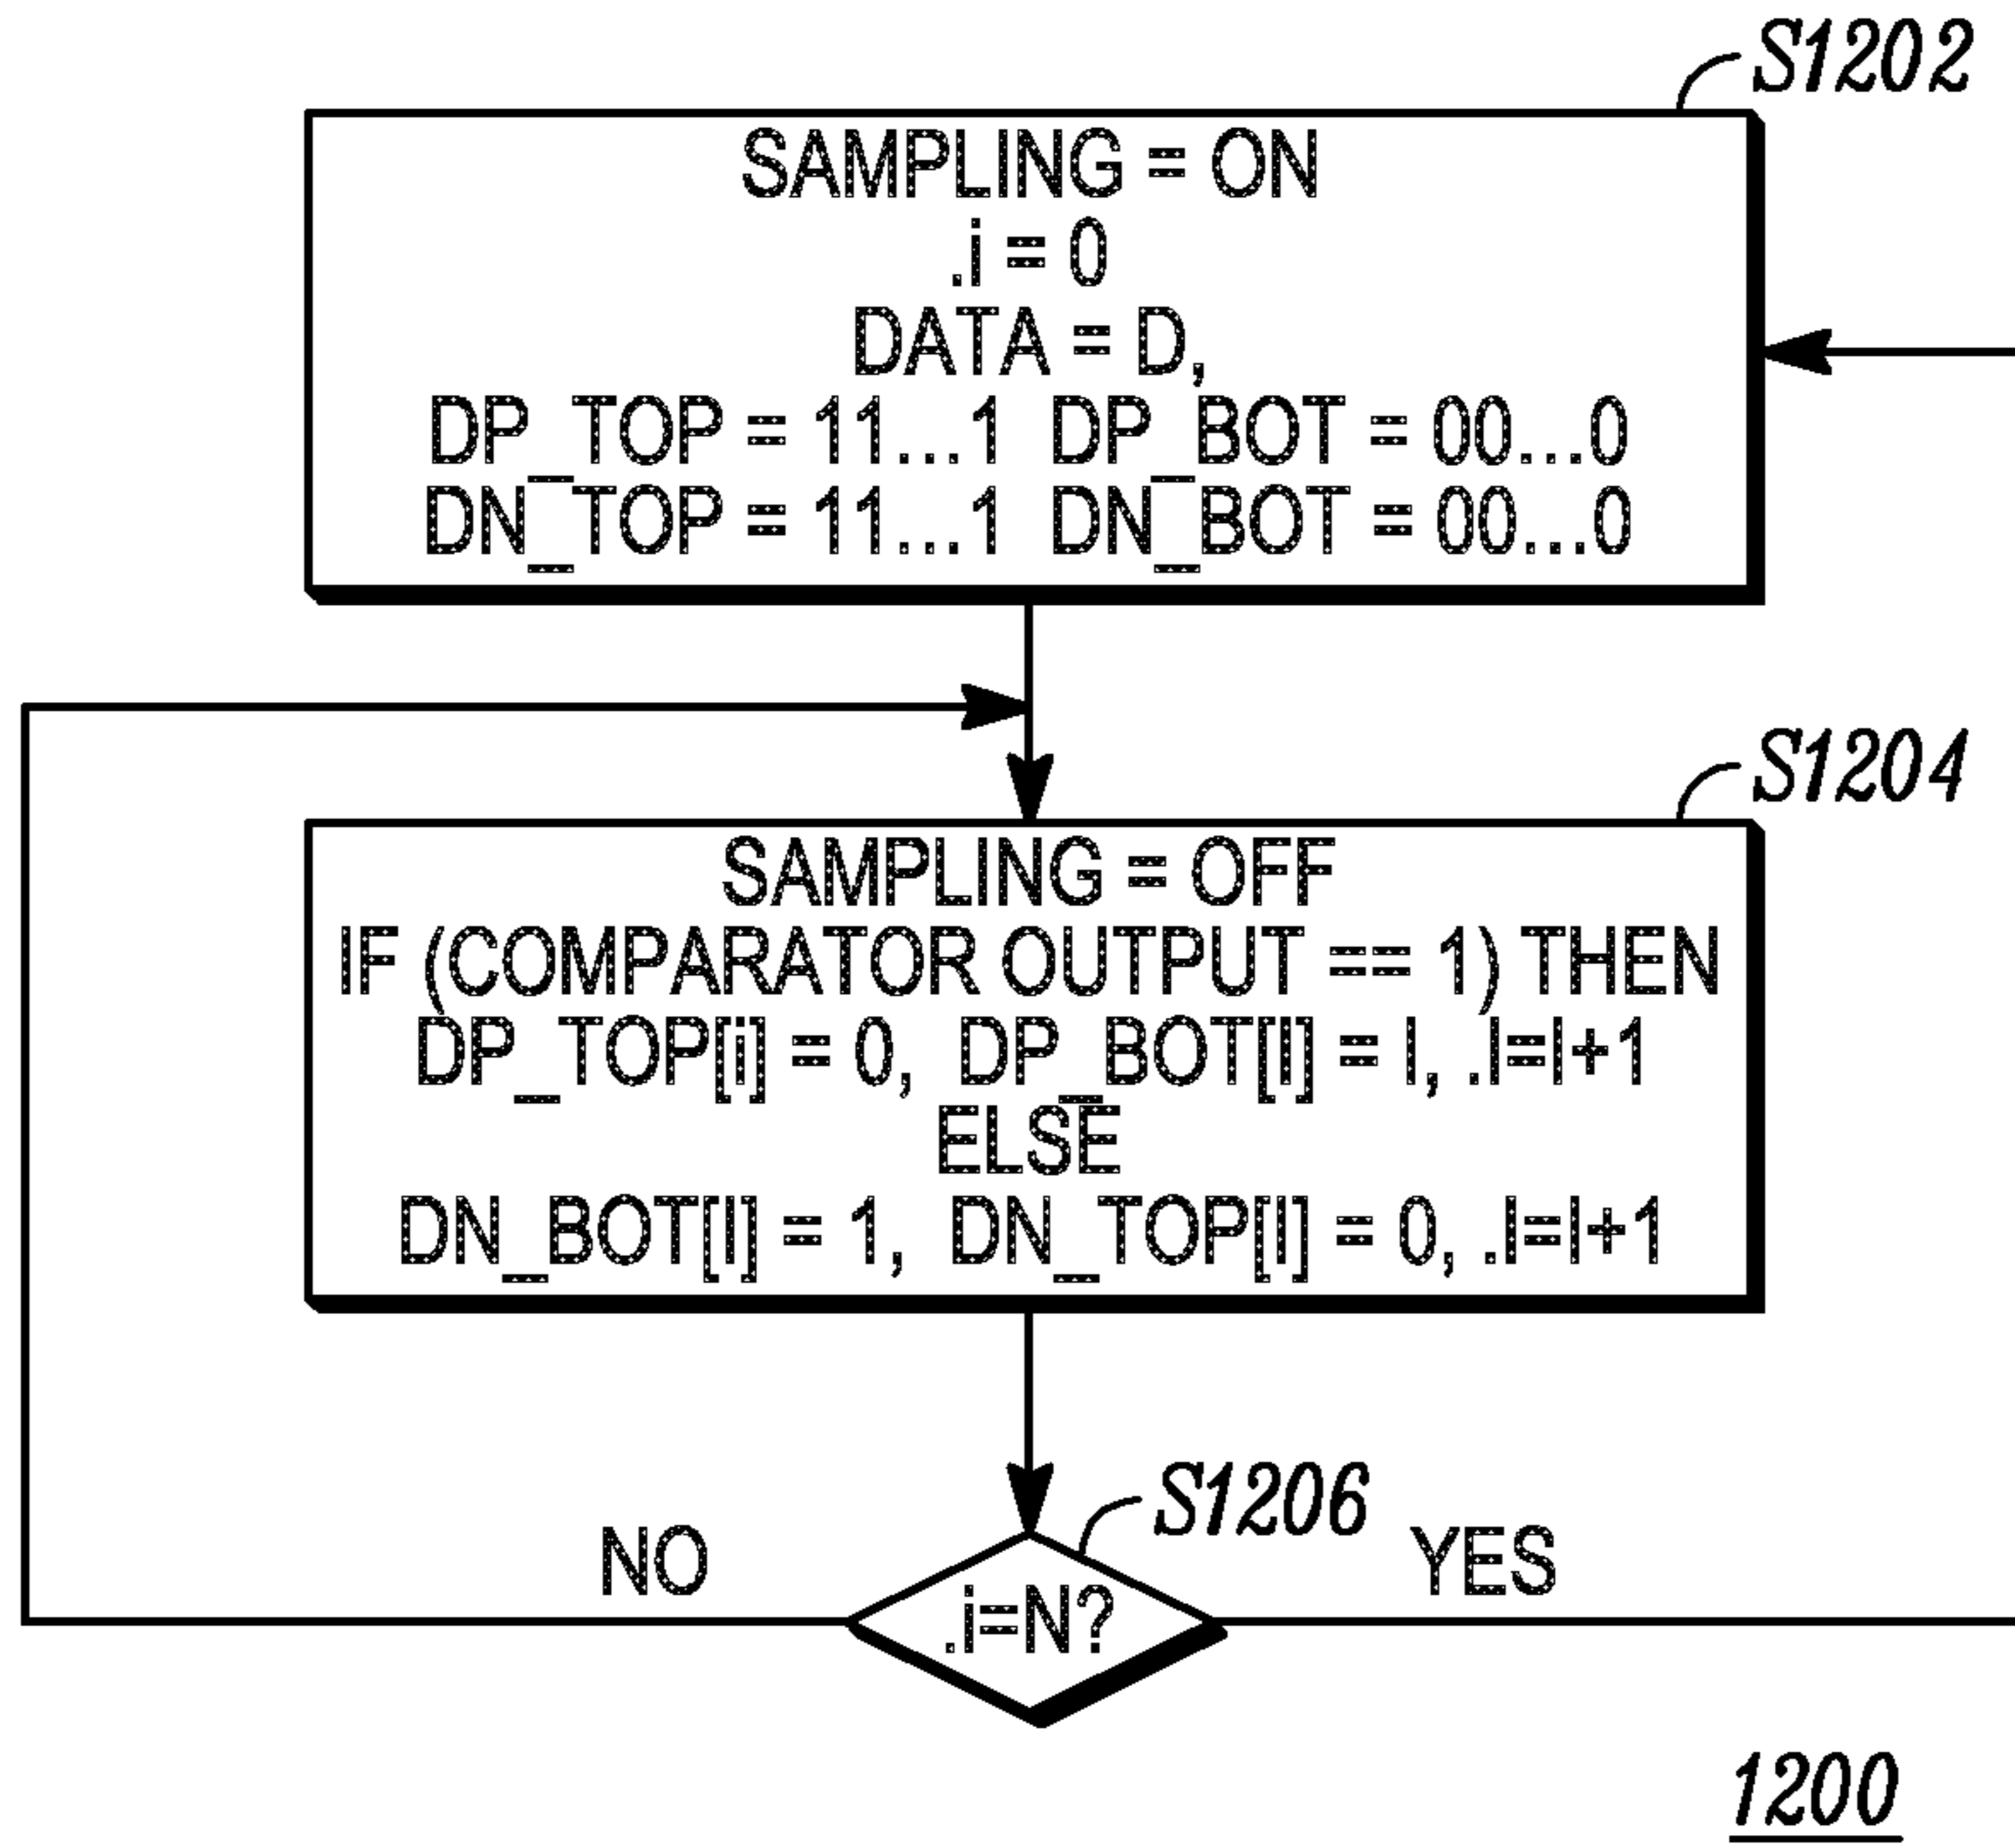 S1202
SAMPLING = ON
.i = 0
DATA = D,
DP_TOP = 11...1 DP_BOT = 00...0
DN_TOP = 11...1 DN_BOT = 00...0
S1204
SAMPLING = OFF
IF (COMPARATOR OUTPUT == 1) THEN
DP_TOP[i] = 0, DP_BOT[I] = I, .I=I+1
ELSE
DN_BOT[I] = 1, DN_TOP[I] = 0, .I=I+1
S1206
NO
.i=N?
YES
1200